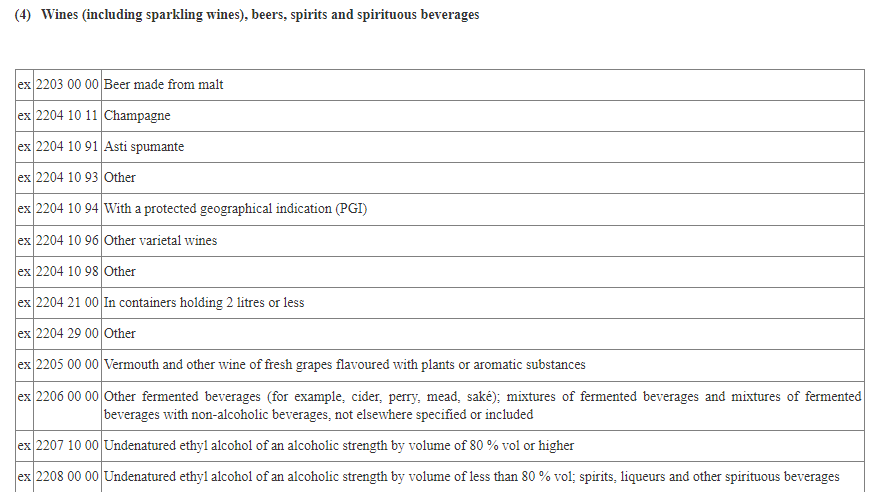 (4) Wines (including sparkling wines), beers, spirits and spirituous beverages
ex 2203 00 00 Beer made from malt
ex 2204 10 11 Champagne
ex 2204 10 91 Asti spumante
ex 2204 10 93 Other
ex 2204 10 94 With a protected geographical indication (PGI)
ex 2204 10 96 Other varietal wines
ex 2204 10 98 Other
ex 2204 21 00 In containers holding 2 litres or less
ex 2204 29 00 Other
ex 2205 00 00 Vermouth and other wine of fresh grapes flavoured with plants or aromatic substances
ex 2206 00 00 Other fermented beverages (for example, cider, perry, mead, saké); mixtures of fermented beverages and mixtures of fermented
beverages with non-alcoholic beverages, not elsewhere specified or included
ex 2207 10 00 Undenatured ethyl alcohol of an alcoholic strength by volume of 80 % vol or higher
ex 2208 00 00 Undenatured ethyl alcohol of an alcoholic strength by volume of less than 80 % vol; spirits, liqueurs and other spirituous beverages